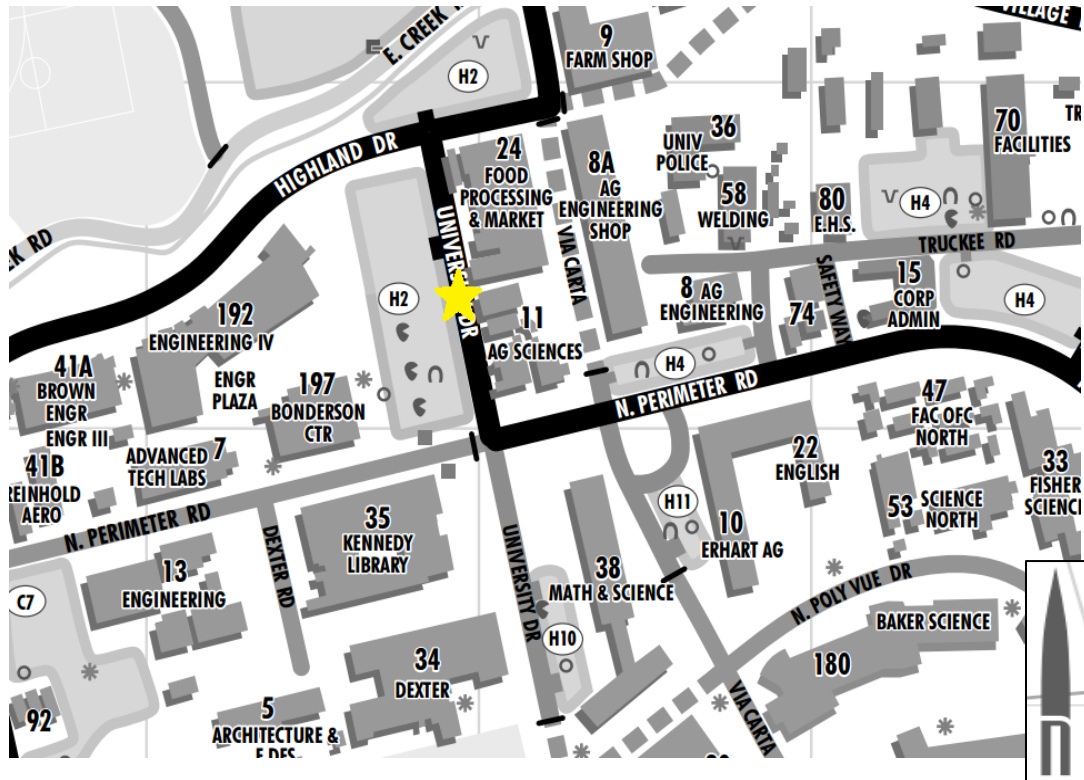 VILLAGE
E. CREEK
9
FARM SHOP
H2
HIGHLAND DR
24
FOOD
PROCESSING
& MARKET
UNIV
POLICE
36
70
FACILITIES
8A
AG
ENGINEERING
SHOP
58
WELDING
80
E.H.S.
H4
TRUCKEE RD
UNIVERSITY DR
VIA CARTA
RD
H2
192
ENGINEERING IV
11
AG SCIENCES
8 AG
ENGINEERING
74
SAFETY WAY
15
CORP
ADMIN
H4
41A
BROWN
ENGR
ENGR
PLAZA
197
BONDERSON
CTR
H4
N. PERIMETER RD
47
FAC OFC
NORTH
ENGR III
41B
REINHOLD
AERO
ADVANCED
TECH LABS
7
22
ENGLISH
33
FISHER
SCIENCE
53
SCIENCE
NORTH
N. PERIMETER RD
DEXTER RD
35
KENNEDY
LIBRARY
UNIVERSITY DR
H11
10
ERHART AG
13
ENGINEERING
38
MATH & SCIENCE
N. POLY VUE DR
C7
H10
BAKER SCIENCE
180
34
DEXTER
VIA CARTA
92
5
ARCHITECTURE &
n